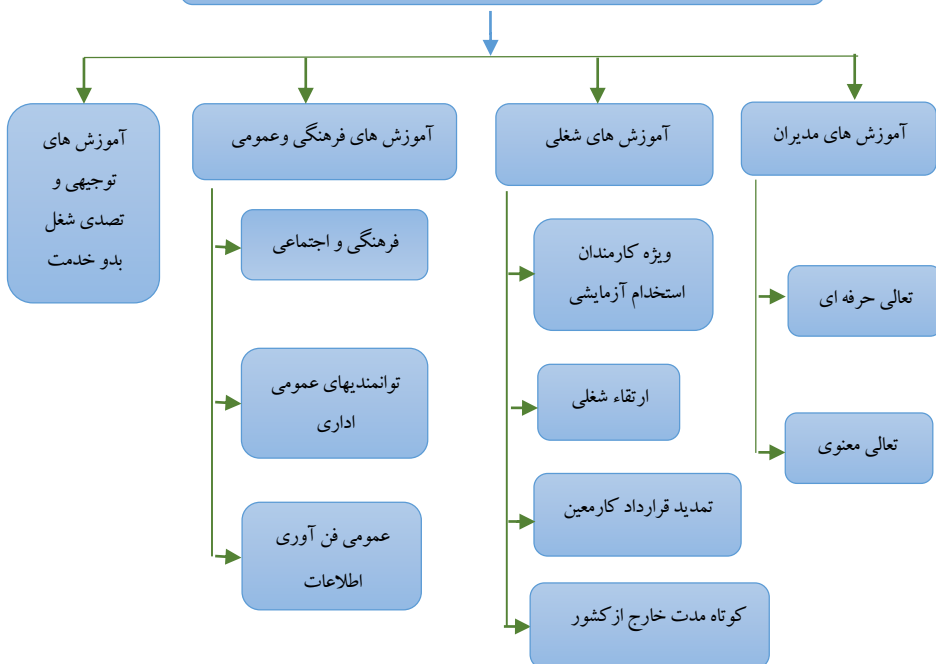 آموزش های مدیران
تعالی حرفه ای
تعالی معنوی
آموزش های شغلی
ویژه کارمندان
استخدام آزمایشی
ارتقاء شغلی
تمدید قرارداد کارمعین
کوتاه مدت خارج ازکشور
آموزش های فرهنگی وعمومی
فرهنگی و اجتماعی
توانمندیهای عمومی
اداری
عمومی فن آوری
اطلاعات
آموزش های
توجیهی و
تصدی شغل
بدو خدمت